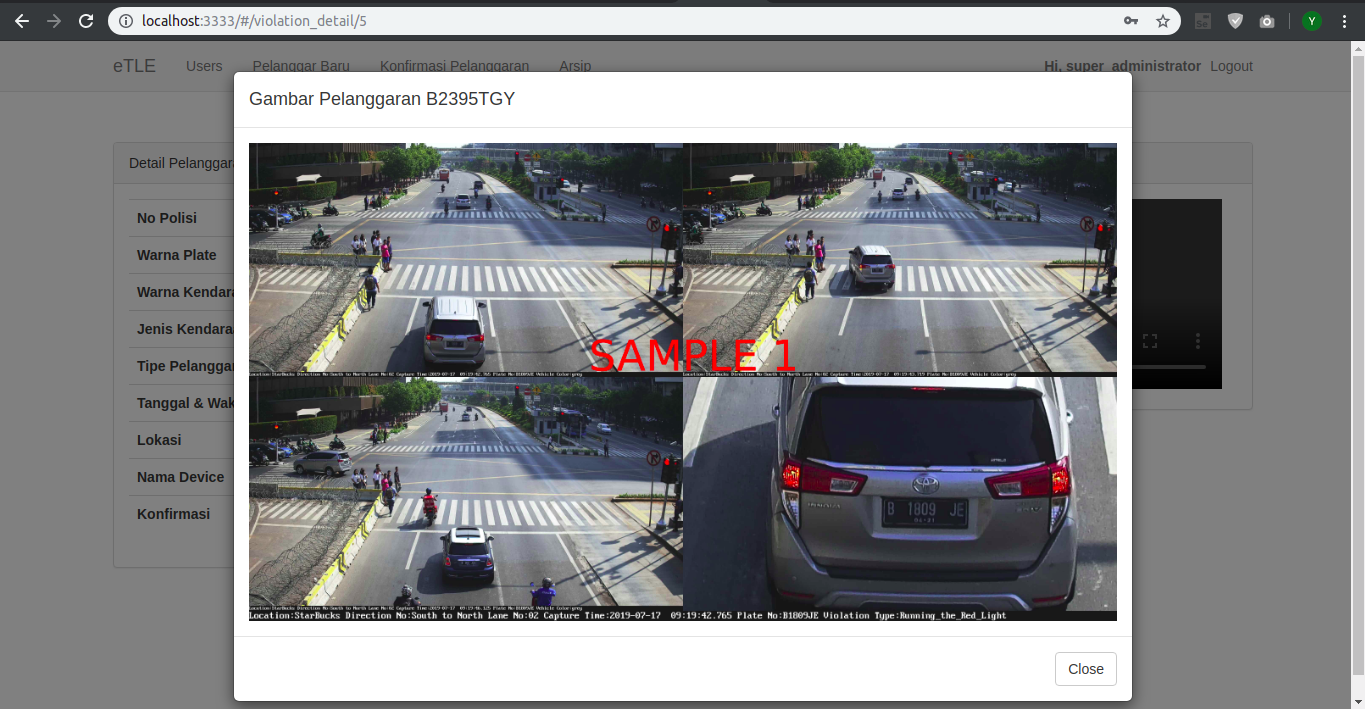 localhost:3333/#/violation_detail/5
Y
eTLE Users Pelanggar Baru Konfirmasi Pelanggaran Arsip Hi, super_administrator Logout
Gambar Pelanggaran B2395TGY
Detail Pelanggar
No Polisi
Warna Plate
Warna Kendara
Jenis Kendara
Tipe Pelangga
Tanggal & Wak
Lokasi
Nama Device
Konfirmasi
SAMPLE 1
B 1809 JE
Location:StarBucks Direction No:South to North Lane No:02 Capture Time:2019-07-17 09:19:42.765 Plate No:B1809JE Violation Type:Running_the_Red_Light
Close